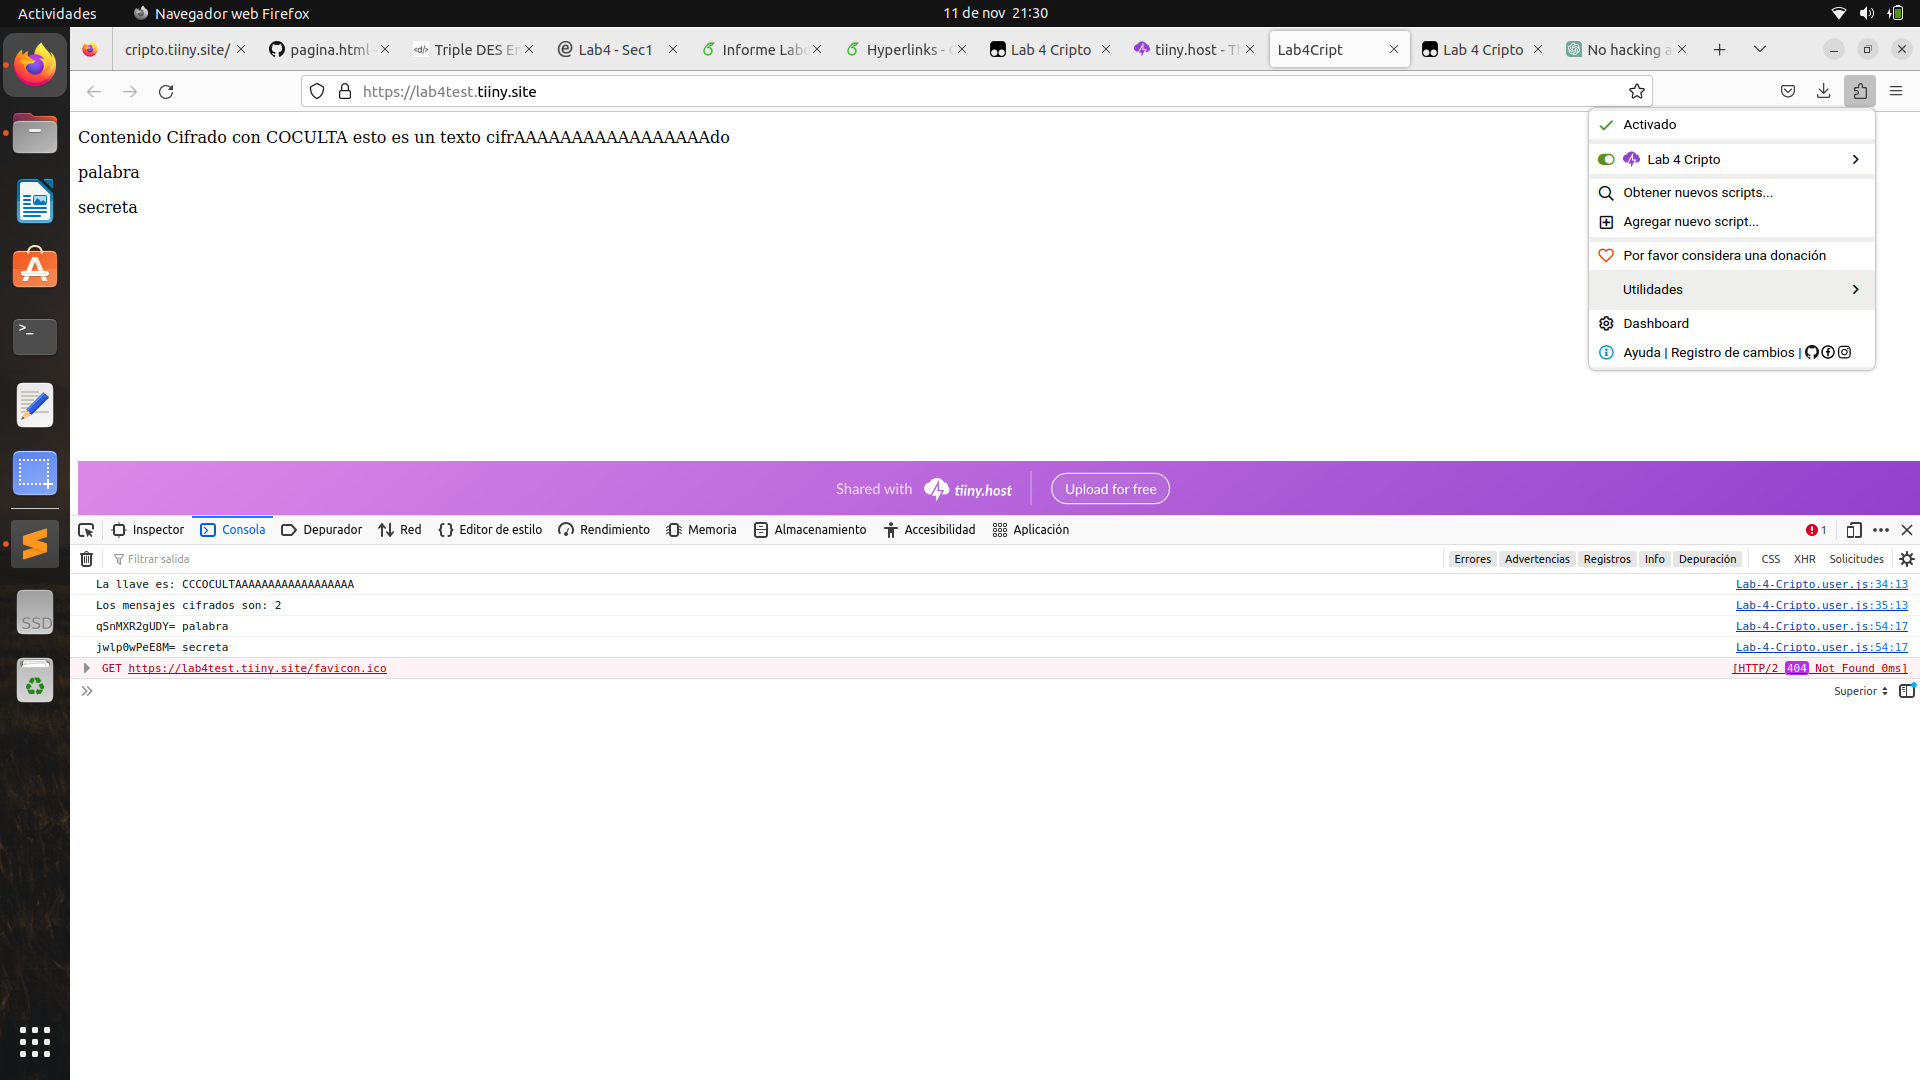 Actividades
Navegador web Firefox
11 de nov 21:30
cripto.tiiny.site/
pagina.html -
Triple DES En
Lab4 - Sec1
Informe Labo
Hyperlinks - O
Lab 4 Cripto
tiiny.host - Th
Lab4Cript
Lab 4 Cripto
No hacking a
https://lab4test.tiiny.site
Contenido Cifrado con COCULTA esto es un texto cifrAAAAAAAAAAAAAAAAAdo
palabra
secreta
Activado
Lab 4 Cripto
Obtener nuevos scripts...
Agregar nuevo script...
Por favor considera una donación
Utilidades
Dashboard
Ayuda | Registro de cambios |
Shared with tiiny.host Upload for free
Inspector Consola Depurador Red Editor de estilo Rendimiento Memoria Almacenamiento Accesibilidad Aplicación 1
Filtrar salida Errores Advertencias Registros Info Depuración CSS XHR Solicitudes
La llave es: CCCOCULTAAAAAAAAAAAAAAAAAA Lab-4-Cripto.user.js:34:13
Los mensajes cifrados son: 2 Lab-4-Cripto.user.js:35:13
qSnMXR2gUDY= palabra Lab-4-Cripto.user.js:54:17
jwlp0wPeE8M= secreta Lab-4-Cripto.user.js:54:17
GET https://lab4test.tiiny.site/favicon.ico [HTTP/2 404 Not Found 0ms]
Superior
SSD